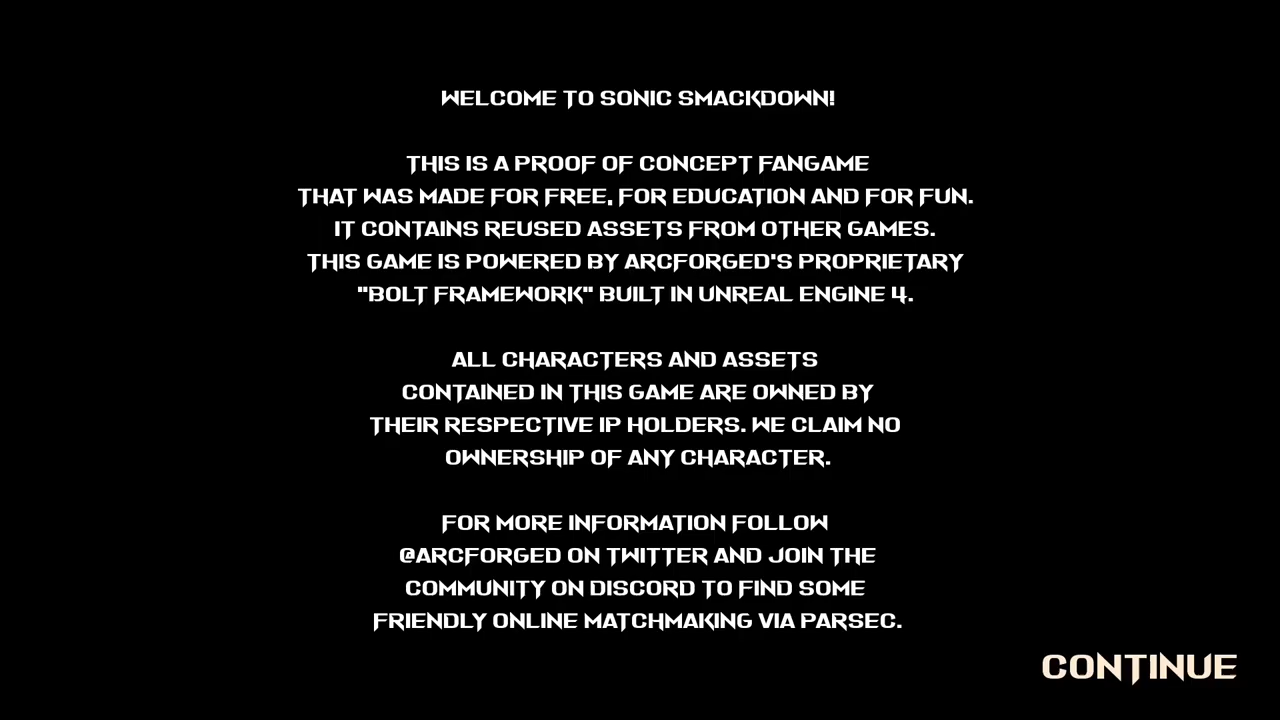 WELCOME TO SONIC SMACKDOWN!
THIS IS A PROOF OF CONCEPT FANGAME
THAT WAS MADE FOR FREE, FOR EDUCATION AND FOR FUN.
IT CONTAINS REUSED ASSETS FROM OTHER GAMES.
THIS GAME IS POWERED BY ARCFORGED'S PROPRIETARY
"BOLT FRAMEWORK" BUILT IN UNREAL ENGINE 4.
ALL CHARACTERS AND ASSETS
CONTAINED IN THIS GAME ARE OWNED BY
THEIR RESPECTIVE IP HOLDERS. WE CLAIM NO
OWNERSHIP OF ANY CHARACTER.
FOR MORE INFORMATION FOLLOW
@ARCFORGED ON TWITTER AND JOIN THE
COMMUNITY ON DISCORD TO FIND SOME
FRIENDLY ONLINE MATCHMAKING VIA PARSEC.
CONTINUE